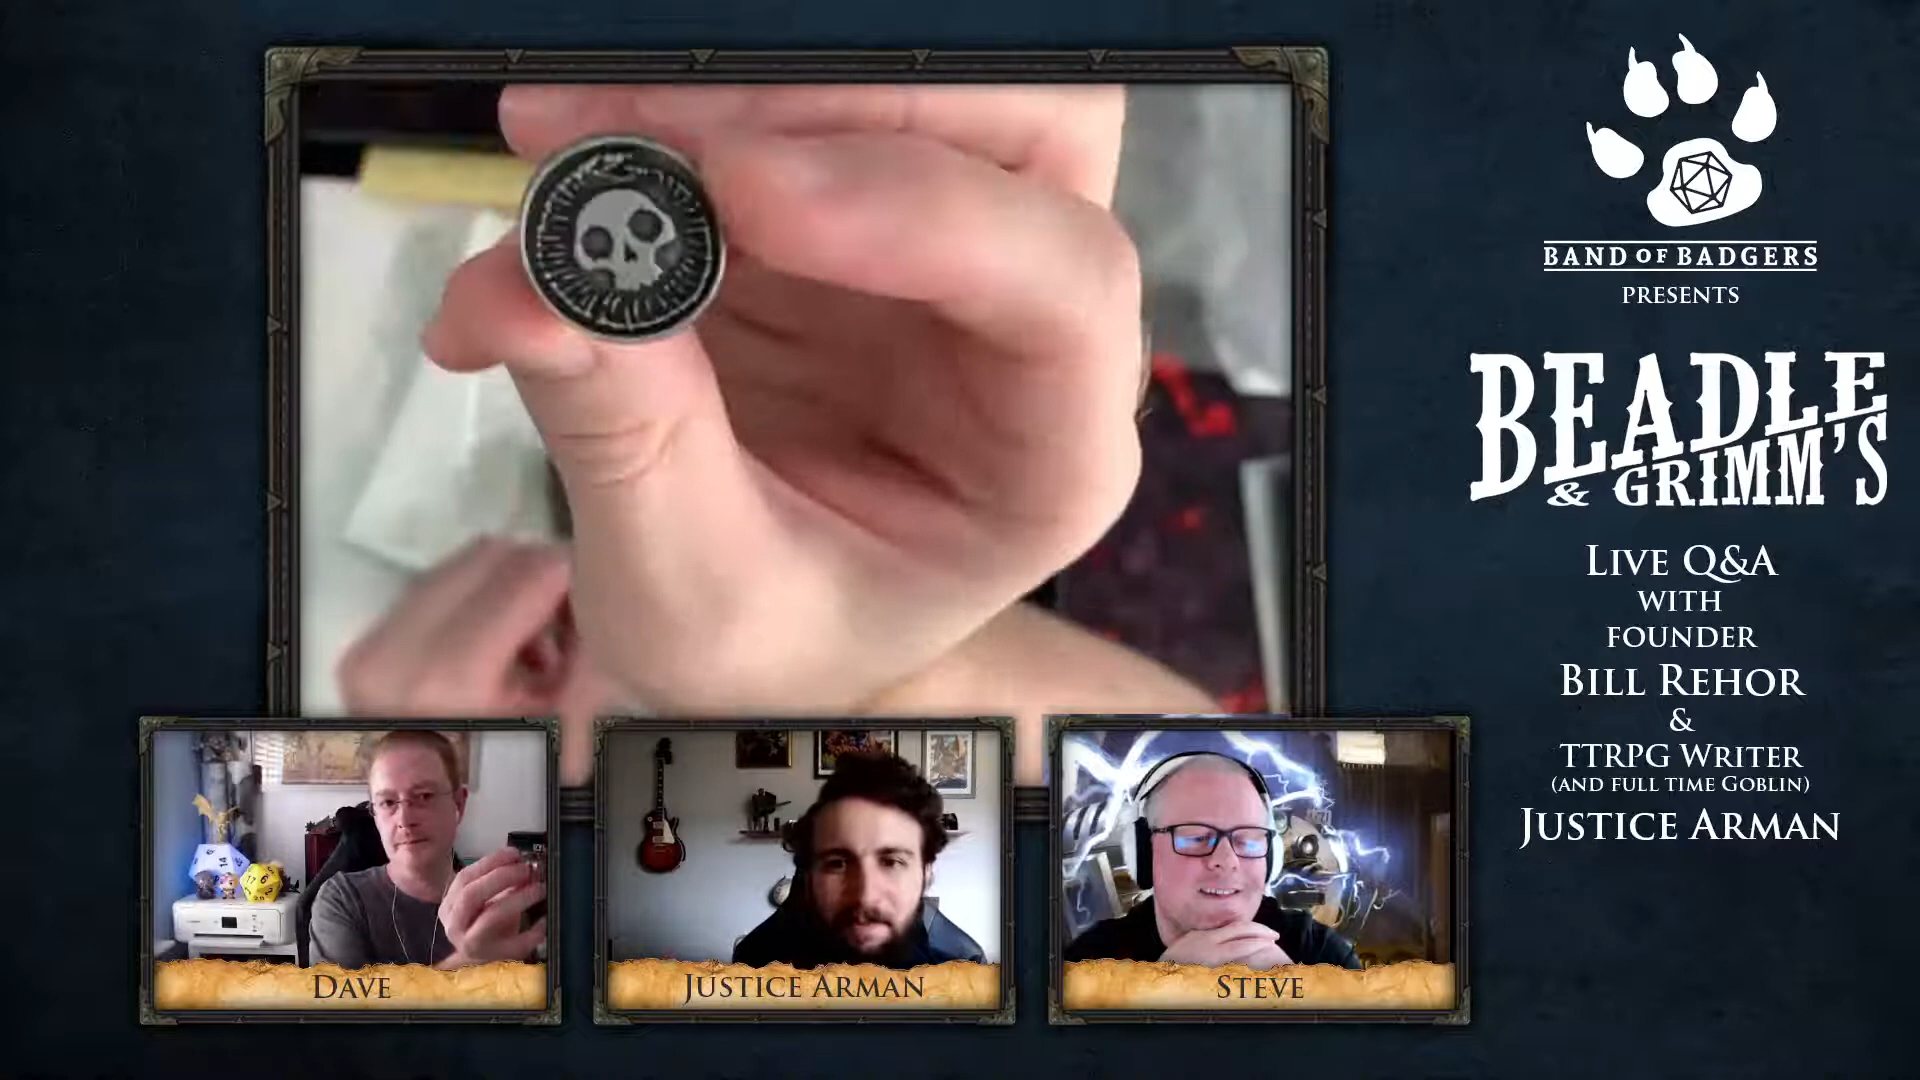 BAND OF BADGERS
PRESENTS
BEADLE
& GRIMM'S
LIVE Q&A
WITH
FOUNDER
BILL REHOR
&
TTRPG WRITER
(AND FULL TIME GOBLIN)
JUSTICE ARMAN
DAVE
JUSTICE ARMAN
STEVE